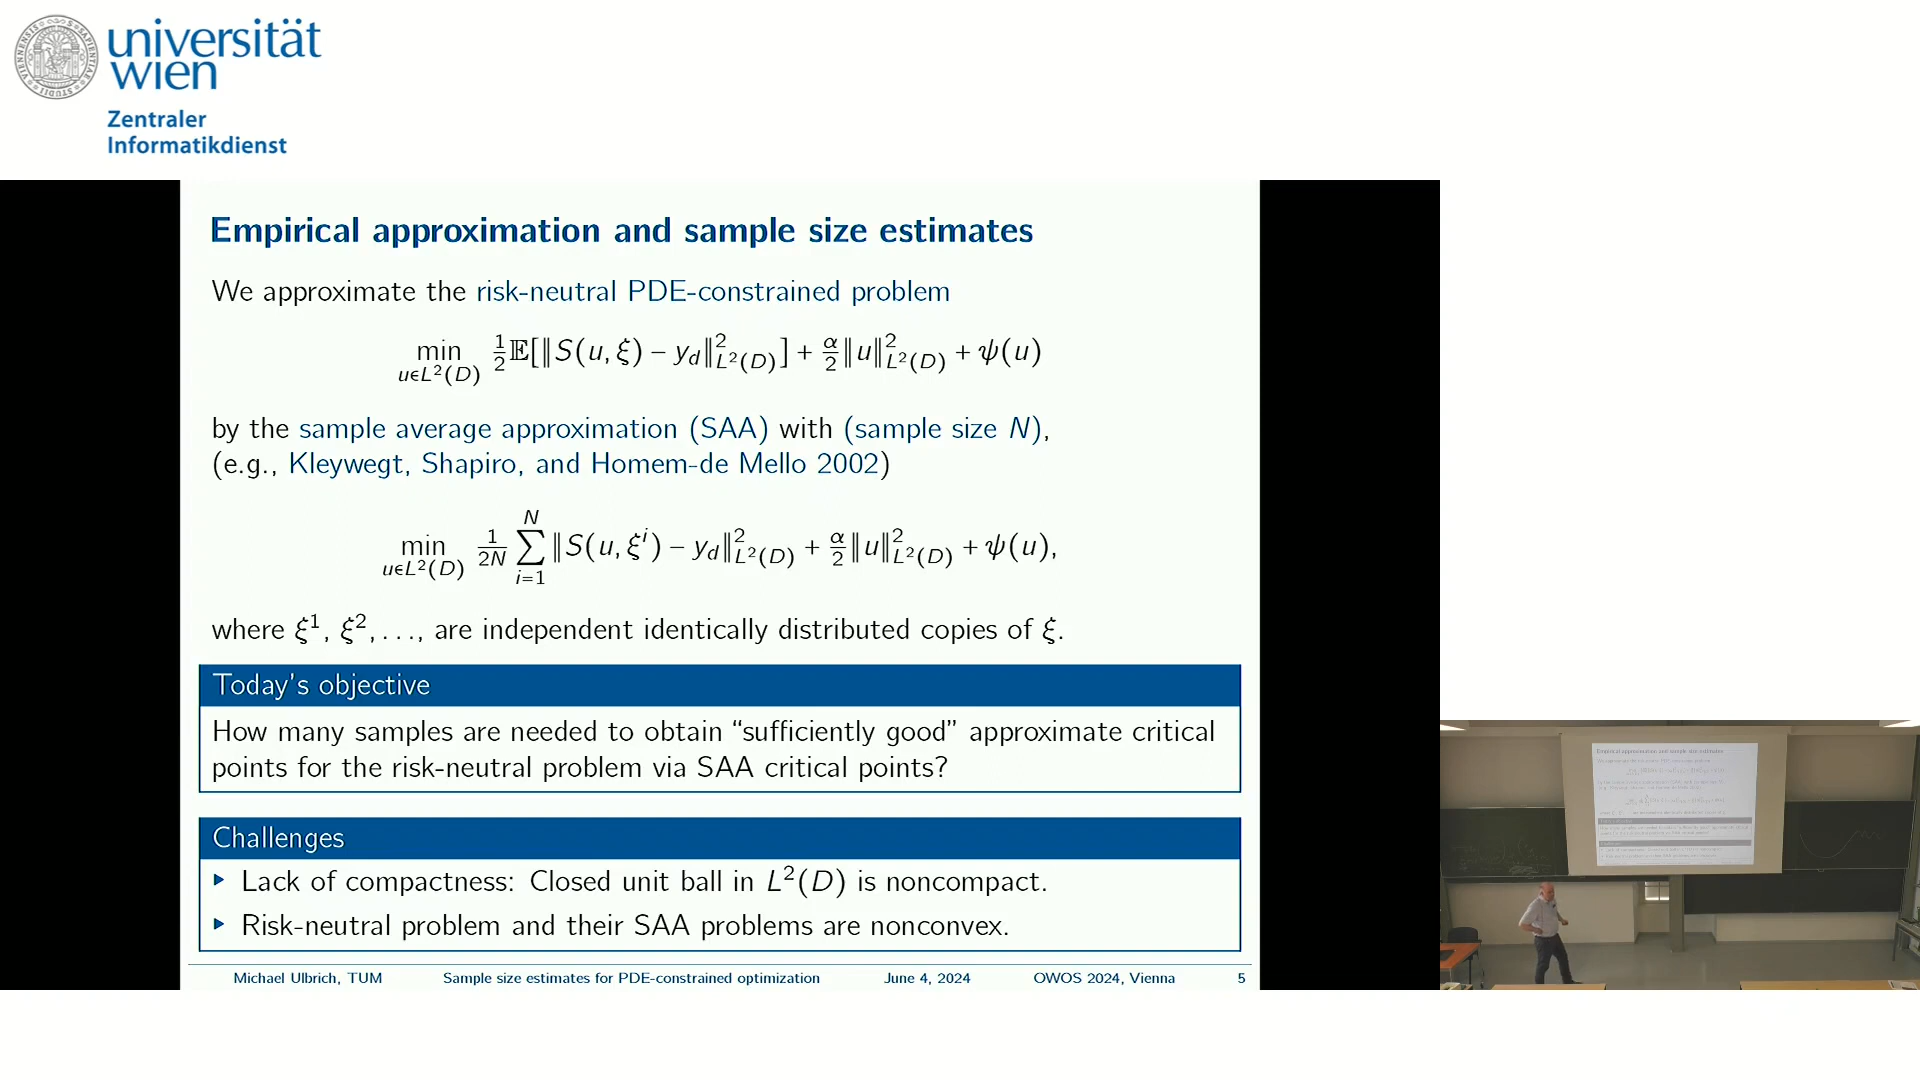 universität
wien
Zentraler
Informatikdienst
Empirical approximation and sample size estimates
We approximate the risk-neutral PDE-constrained problem
min_{u∈L²(D)} ½𝔼[‖S(u, ξ) − y_d‖²_{L²(D)}] + α/2‖u‖²_{L²(D)} + ψ(u)
by the sample average approximation (SAA) with (sample size N),
(e.g., Kleywegt, Shapiro, and Homem-de Mello 2002)
min_{u∈L²(D)} 1/2N ∑_{i=1}^{N} ‖S(u, ξ^i) − y_d‖²_{L²(D)} + α/2‖u‖²_{L²(D)} + ψ(u),
where ξ¹, ξ²,..., are independent identically distributed copies of ξ.
Today's objective
How many samples are needed to obtain “sufficiently good” approximate critical
points for the risk-neutral problem via SAA critical points?
Challenges
▸ Lack of compactness: Closed unit ball in L²(D) is noncompact.
▸ Risk-neutral problem and their SAA problems are nonconvex.
Michael Ulbrich, TUM Sample size estimates for PDE-constrained optimization June 4, 2024 OWOS 2024, Vienna 5
Empirical approximation and sample size estimates